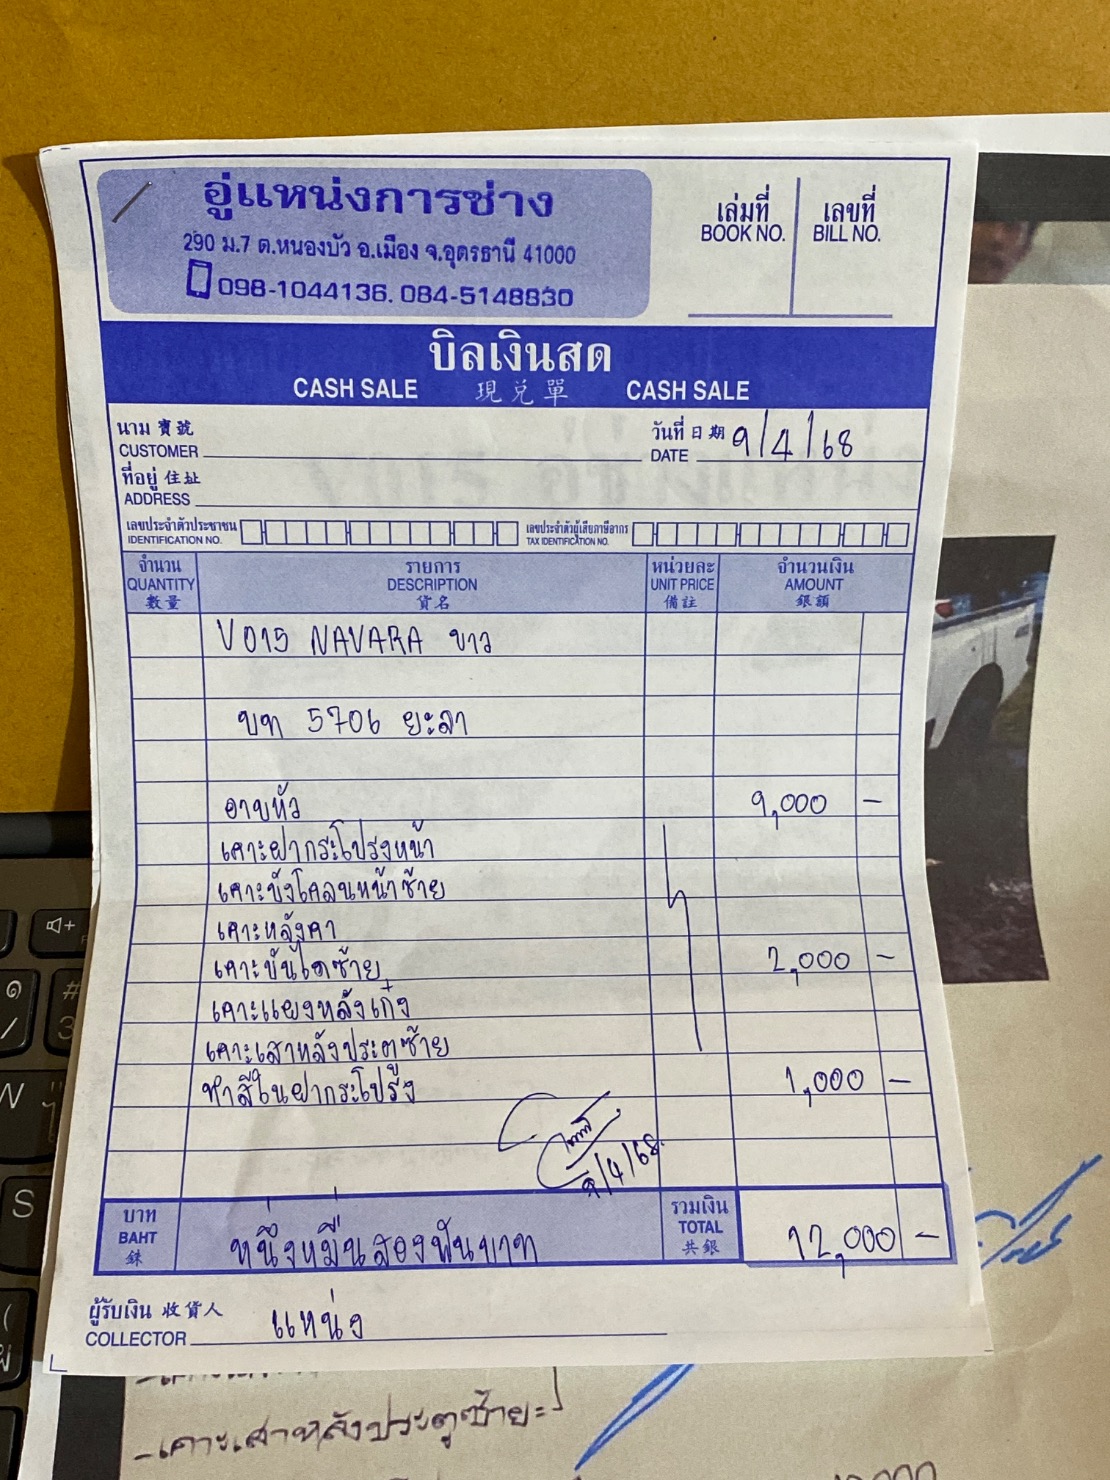 อู่แหน่งการช่าง
290 ม.7 ต.หนองบัว อ.เมือง จ.อุดรธานี 41000
098-1044136, 084-5148830
เล่มที่ เลขที่
BOOK NO. BILL NO.
บิลเงินสด
CASH SALE 現兌單 CASH SALE
นาม 寶號
CUSTOMER
วันที่ 日期 9/4/68
DATE
ที่อยู่ 住址
ADDRESS
เลขประจำตัวประชาชน เลขประจำตัวผู้เสียภาษีอากร
IDENTIFICATION NO. TAX IDENTIFICATION NO.
จำนวน รายการ หน่วยละ จำนวนเงิน
QUANTITY DESCRIPTION UNIT PRICE AMOUNT
數量 貨名 備註 銀額
V015 NAVARA ขาว
บท 5706 ยะลา
อาบหัว 9,000 -
เคาะฝากระโปรงหน้า
เคาะบังโคลนหน้าซ้าย
เคาะหลังคา
เคาะบันไดซ้าย 2,000 -
เคาะแผงหลังเก๋ง
เคาะเสาหลังประตูซ้าย
ทำสีในฝากระโปรง 1,000 -
9/4/68
บาท รวมเงิน
BAHT หนึ่งหมื่นสองพันบาท TOTAL 12,000 -
銖 共銀
ผู้รับเงิน 收貨人
COLLECTOR แหน่ง
-เคาะเสาหลังประตูซ้าย